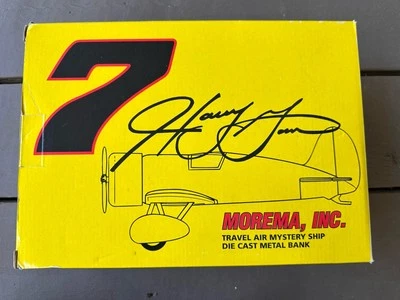 7
MOREMA, INC.
TRAVEL AIR MYSTERY SHIP
DIE CAST METAL BANK